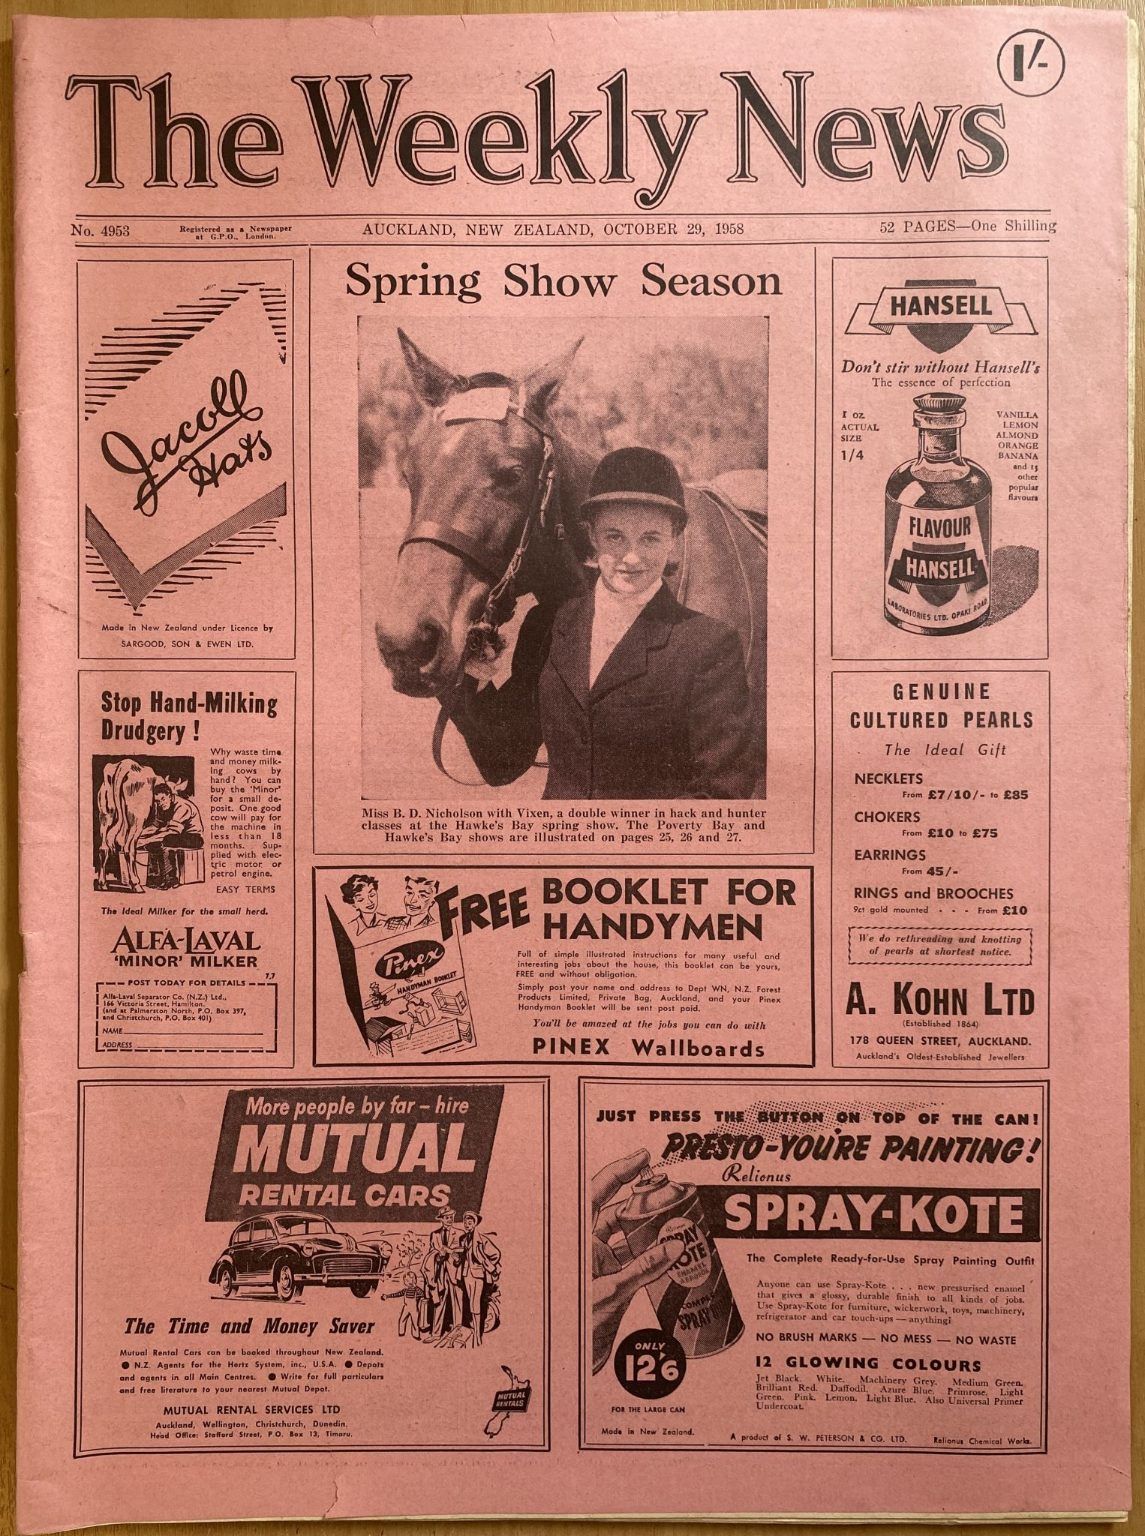 1/-
The Weekly News
No. 4953
Registered as a Newspaper
at G.P.O., London.
AUCKLAND, NEW ZEALAND, OCTOBER 29, 1958
52 PAGES—One Shilling
Jacoll
Hats
Made in New Zealand under Licence by
SARGOOD, SON & EWEN LTD.
Spring Show Season
Miss B. D. Nicholson with Vixen, a double winner in hack and hunter
classes at the Hawke's Bay spring show. The Poverty Bay and
Hawke's Bay shows are illustrated on pages 25, 26 and 27.
HANSELL
Don't stir without Hansell's
The essence of perfection
1 oz.
ACTUAL
SIZE
1/4
VANILLA
LEMON
ALMOND
ORANGE
BANANA
and 15
other
popular
flavours
FLAVOUR
HANSELL
LABORATORIES LTD. OPAKI ROAD
Stop Hand-Milking
Drudgery !
Why waste time
and money milk-
ing cows by
hand? You can
buy the 'Minor'
for a small de-
posit. One good
cow will pay for
the machine in
less than 18
months. Sup-
plied with elec-
tric motor or
petrol engine.
EASY TERMS
The Ideal Milker for the small herd.
ALFA-LAVAL
'MINOR' MILKER
7.7
POST TODAY FOR DETAILS
Alfa-Laval Separator Co. (N.Z.) Ltd.,
166 Victoria Street, Hamilton.
(and at Palmerston North, P.O. Box 397,
and Christchurch, P.O. Box 401)
NAME
ADDRESS
FREE
BOOKLET FOR
HANDYMEN
Pinex
HANDYMAN BOOKLET
Full of simple illustrated instructions for many useful and
interesting jobs about the house, this booklet can be yours,
FREE and without obligation.
Simply post your name and address to Dept WN, N.Z. Forest
Products Limited, Private Bag, Auckland, and your Pinex
Handyman Booklet will be sent post paid.
You'll be amazed at the jobs you can do with
PINEX Wallboards
GENUINE
CULTURED PEARLS
The Ideal Gift
NECKLETS
From £7/10/- to £85
CHOKERS
From £10 to £75
EARRINGS
From 45/-
RINGS and BROOCHES
9ct gold mounted - - - From £10
We do rethreading and knotting
of pearls at shortest notice.
A. KOHN LTD
(Established 1864)
178 QUEEN STREET, AUCKLAND.
Auckland's Oldest-Established Jewellers
More people by far – hire
MUTUAL
RENTAL CARS
The Time and Money Saver
Mutual Rental Cars can be booked throughout New Zealand.
● N.Z. Agents for the Hertz System, inc., U.S.A. ● Depots
and agents in all Main Centres. ● Write for full particulars
and free literature to your nearest Mutual Depot.
MUTUAL RENTAL SERVICES LTD
Auckland, Wellington, Christchurch, Dunedin.
Head Office: Stafford Street, P.O. Box 13, Timaru.
MUTUAL
RENTALS
JUST PRESS THE BUTTON ON TOP OF THE CAN!
PRESTO-YOU'RE PAINTING!
Relionus
SPRAY-KOTE
The Complete Ready-for-Use Spray Painting Outfit
Anyone can use Spray-Kote . . . new pressurised enamel
that gives a glossy, durable finish to all kinds of jobs.
Use Spray-Kote for furniture, wickerwork, toys, machinery,
refrigerator and car touch-ups — anything!
NO BRUSH MARKS — NO MESS — NO WASTE
12 GLOWING COLOURS
Jet Black. White. Machinery Grey. Medium Green.
Brilliant Red. Daffodil. Azure Blue. Primrose. Light
Green. Pink. Lemon. Light Blue. Also Universal Primer
Undercoat.
ONLY
12'6
FOR THE LARGE CAN
Made in New Zealand.
A product of S. W. PETERSON & CO. LTD.
Relionus Chemical Works.